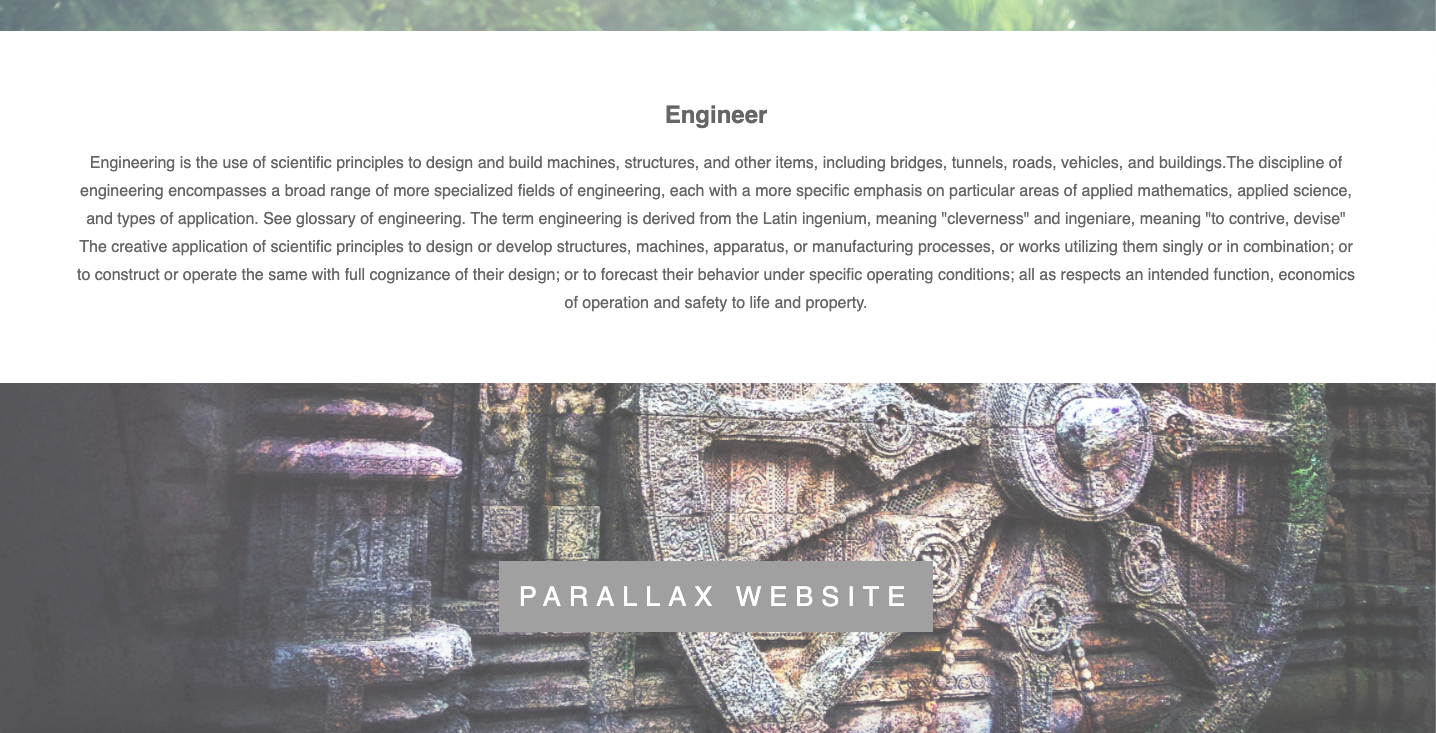 Engineer
Engineering is the use of scientific principles to design and build machines, structures, and other items, including bridges, tunnels, roads, vehicles, and buildings.The discipline of
engineering encompasses a broad range of more specialized fields of engineering, each with a more specific emphasis on particular areas of applied mathematics, applied science,
and types of application. See glossary of engineering. The term engineering is derived from the Latin ingenium, meaning "cleverness" and ingeniare, meaning "to contrive, devise"
The creative application of scientific principles to design or develop structures, machines, apparatus, or manufacturing processes, or works utilizing them singly or in combination; or
to construct or operate the same with full cognizance of their design; or to forecast their behavior under specific operating conditions; all as respects an intended function, economics
of operation and safety to life and property.
PARALLAX WEBSITE